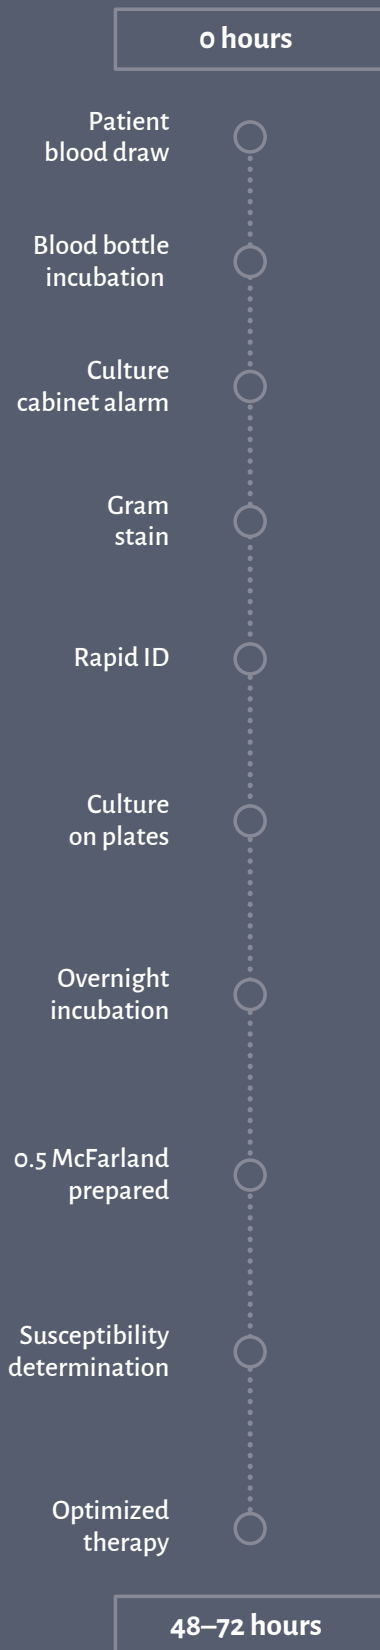 0 hours
Patient
blood draw
Blood bottle
incubation
Culture
cabinet alarm
Gram
stain
Rapid ID
Culture
on plates
Overnight
incubation
0.5 McFarland
prepared
Susceptibility
determination
Optimized
therapy
48–72 hours